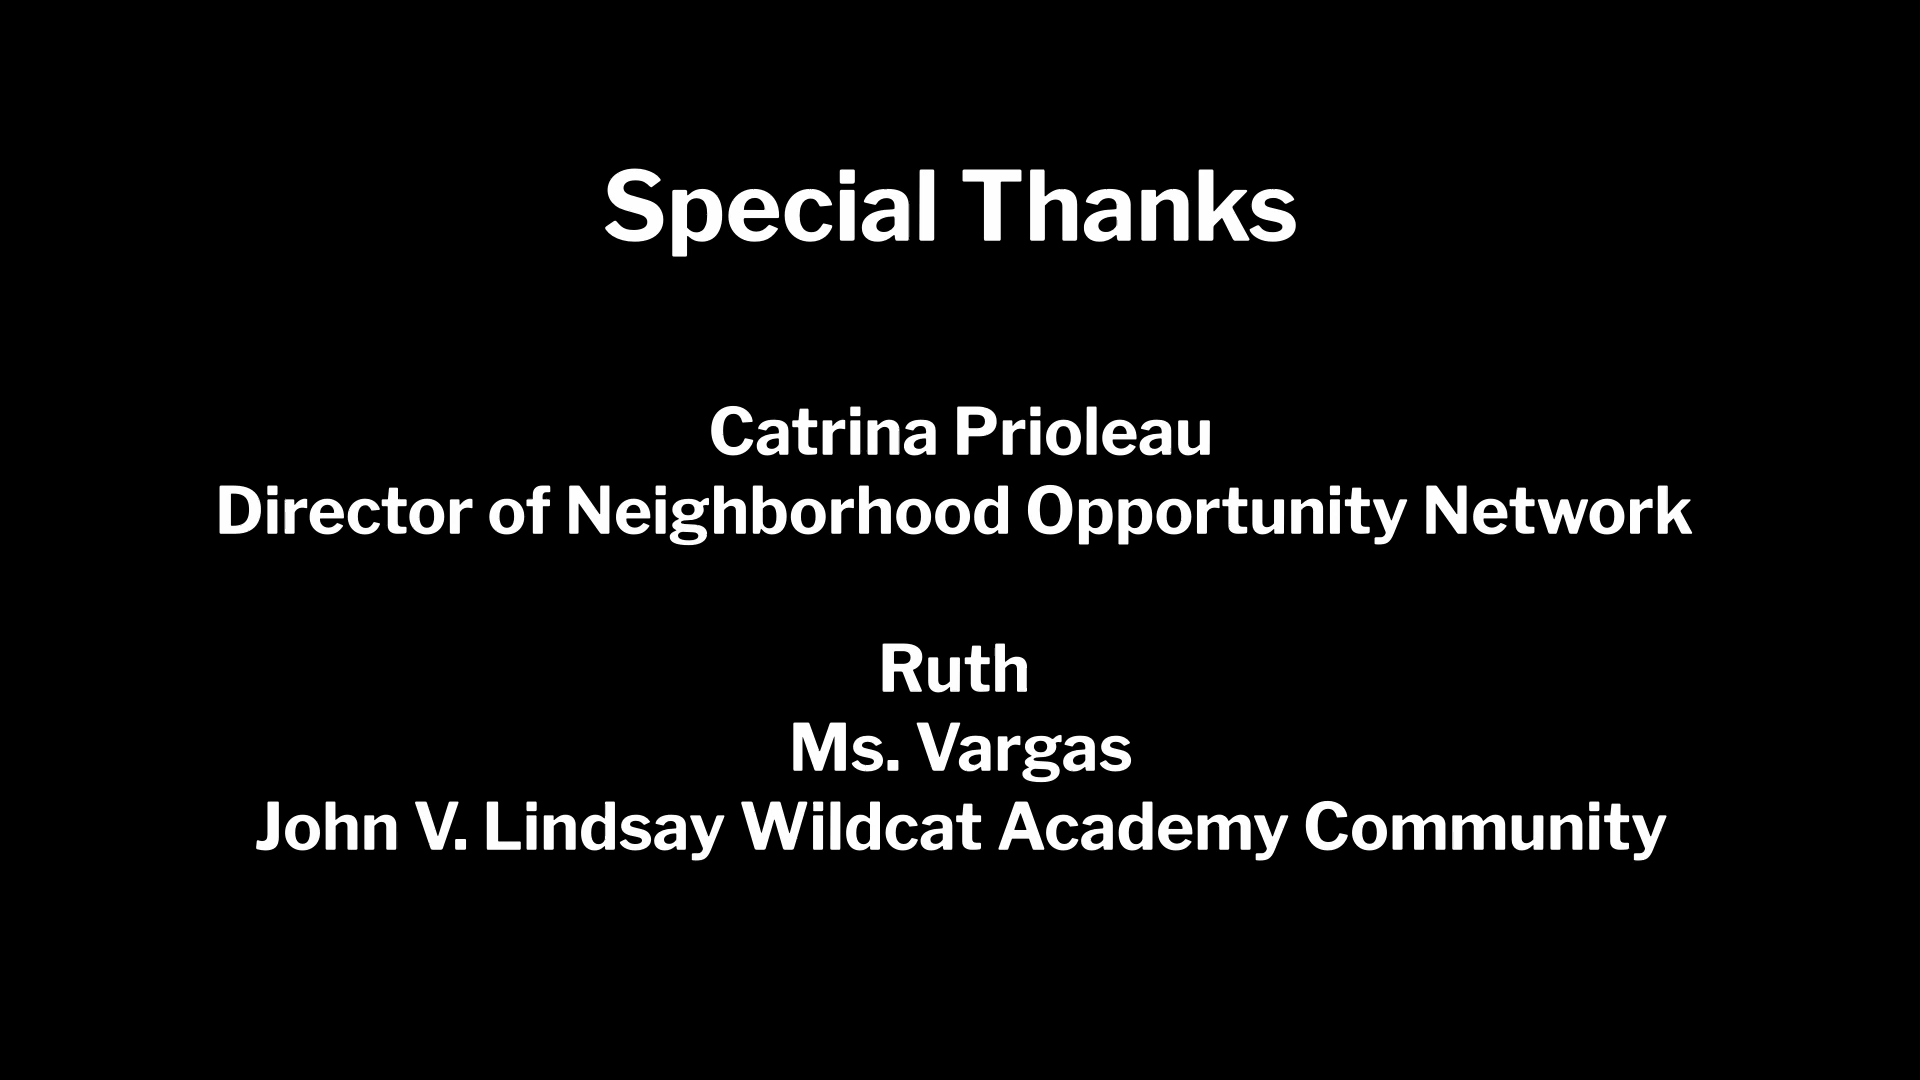 Special Thanks
Catrina Prioleau
Director of Neighborhood Opportunity Network
Ruth
Ms. Vargas
John V. Lindsay Wildcat Academy Community